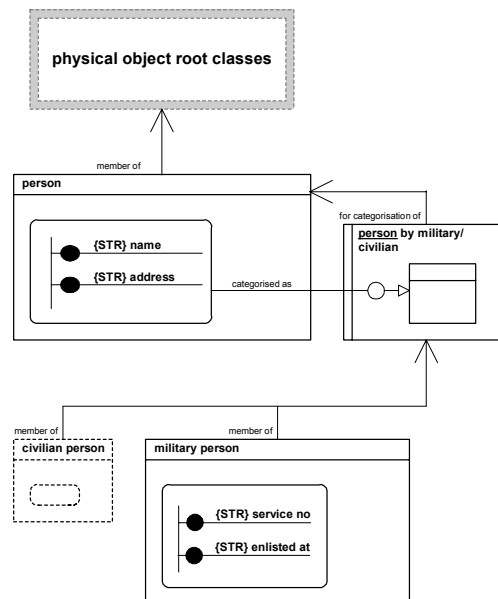 physical object root classes
member of
person
for categorisation of
person by military/
civilian
{STR} name
{STR} address
categorised as
member of
member of
civilian person
military person
{STR} service no
{STR} enlisted at